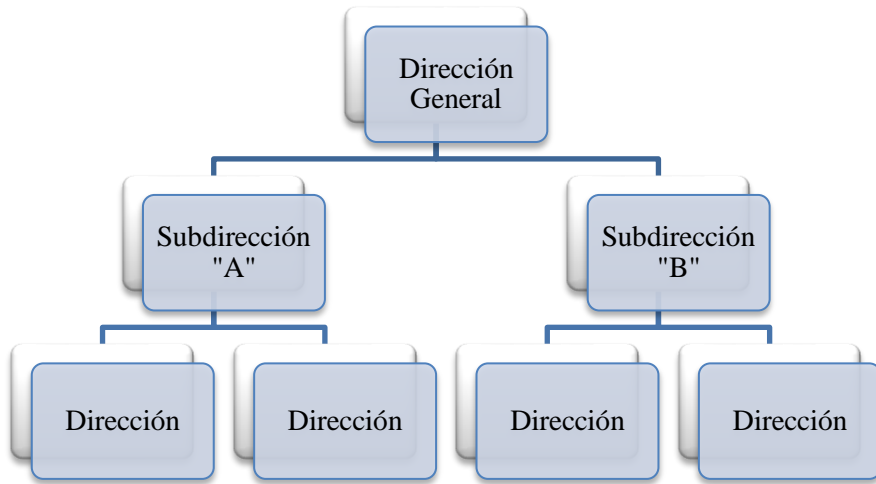 Dirección
General
Subdirección
"A"
Subdirección
"B"
Dirección
Dirección
Dirección
Dirección